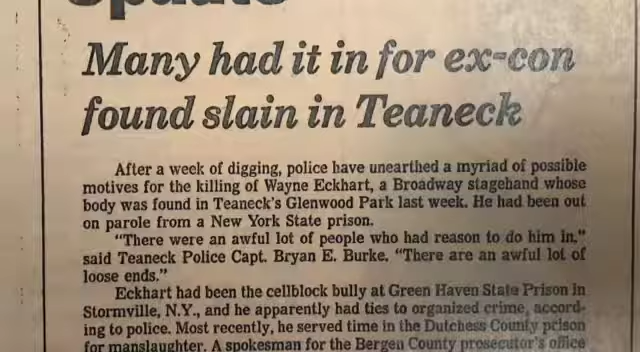 Update
Many had it in for ex-con
found slain in Teaneck
After a week of digging, police have unearthed a myriad of possible
motives for the killing of Wayne Eckhart, a Broadway stagehand whose
body was found in Teaneck's Glenwood Park last week. He had been out
on parole from a New York State prison.
"There were an awful lot of people who had reason to do him in,"
said Teaneck Police Capt. Bryan E. Burke. "There are an awful lot of
loose ends."
Eckhart had been the cellblock bully at Green Haven State Prison in
Stormville, N.Y., and he apparently had ties to organized crime, accord-
ing to police. Most recently, he served time in the Dutchess County prison
for manslaughter. A spokesman for the Bergen County prosecutor's office